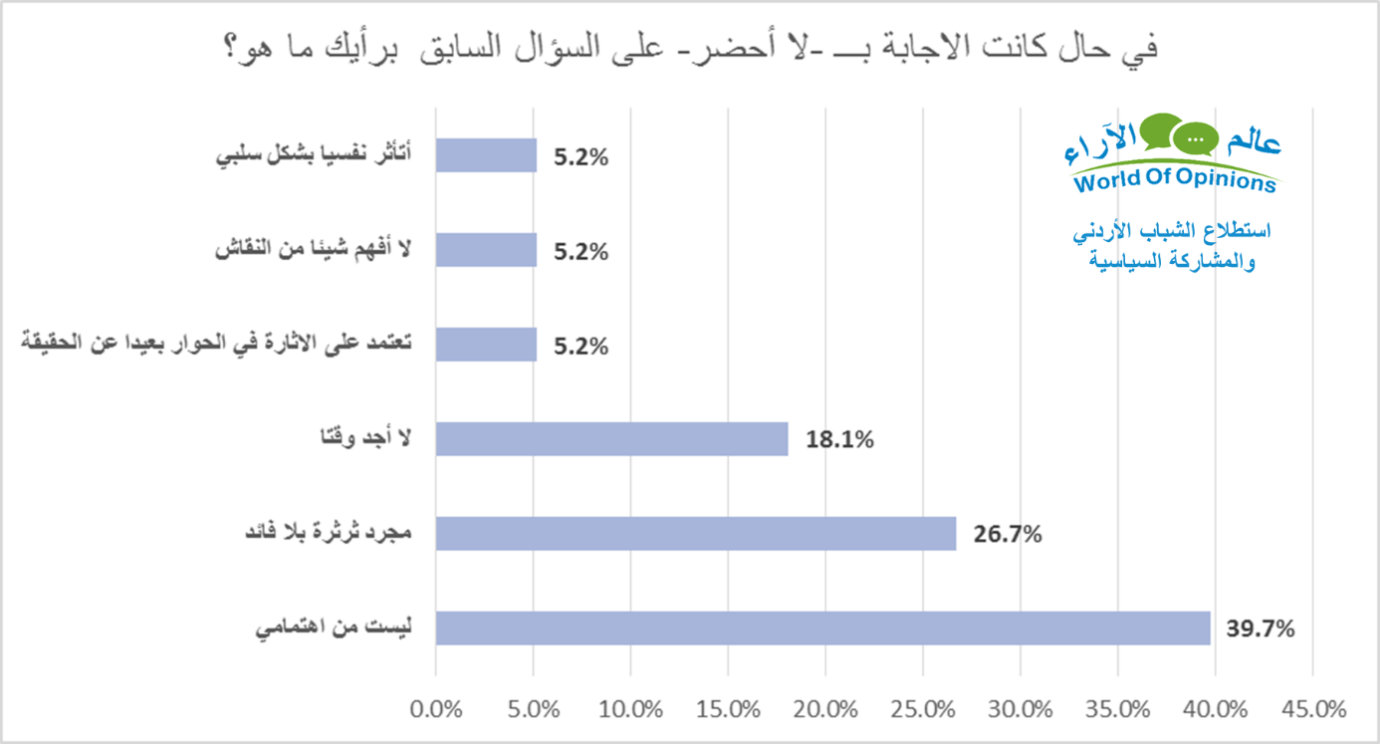 في حال كانت الاجابة بـــ -لا أحضر- على السؤال السابق برأيك ما هو؟
عالم الآراء
World Of Opinions
استطلاع الشباب الأردني
والمشاركة السياسية
أتأثر نفسيا بشكل سلبي
5.2%
لا أفهم شيئا من النقاش
5.2%
تعتمد على الاثارة في الحوار بعيدا عن الحقيقة
5.2%
لا أجد وقتا
18.1%
مجرد ثرثرة بلا فائد
26.7%
ليست من اهتمامي
39.7%
0.0% 5.0% 10.0% 15.0% 20.0% 25.0% 30.0% 35.0% 40.0% 45.0%